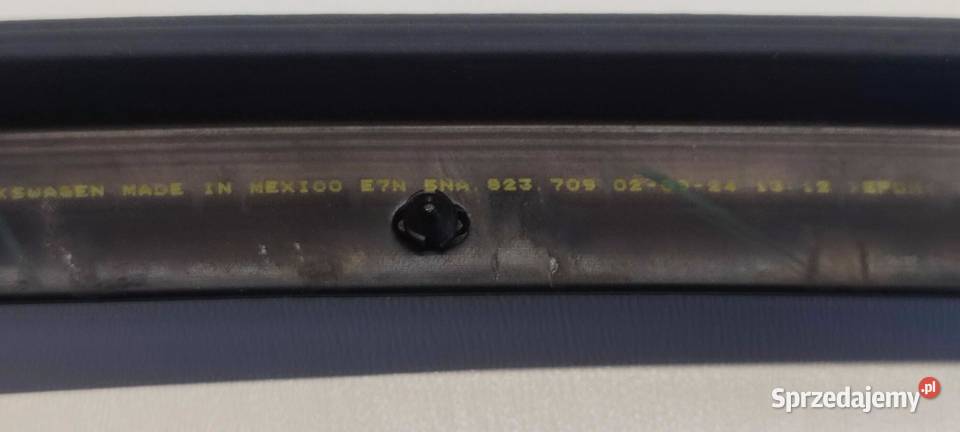 KSWAGEN MADE IN MEXICO E7N 5NA.823.709 13:12
Sprzedajemy.pl